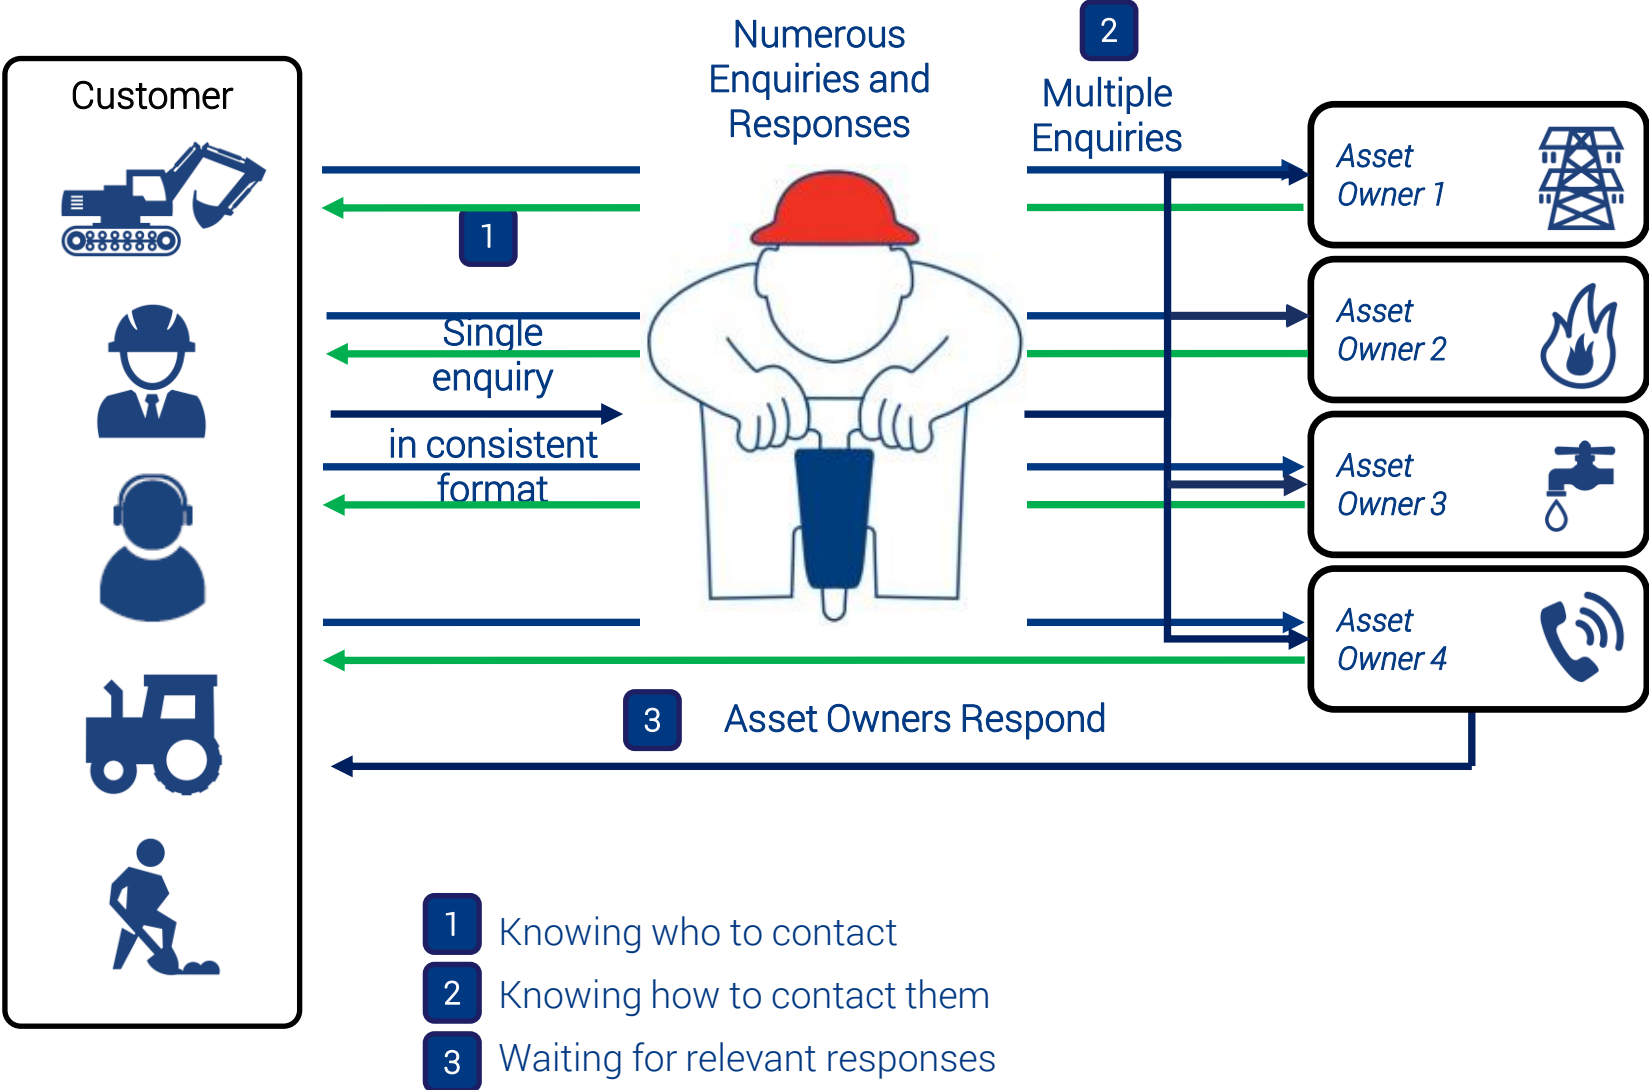 Customer
Numerous
Enquiries and
Responses
2
Multiple
Enquiries
1
Single
enquiry
in consistent
format
Asset
Owner 1
Asset
Owner 2
Asset
Owner 3
Asset
Owner 4
3 Asset Owners Respond
1 Knowing who to contact
2 Knowing how to contact them
3 Waiting for relevant responses